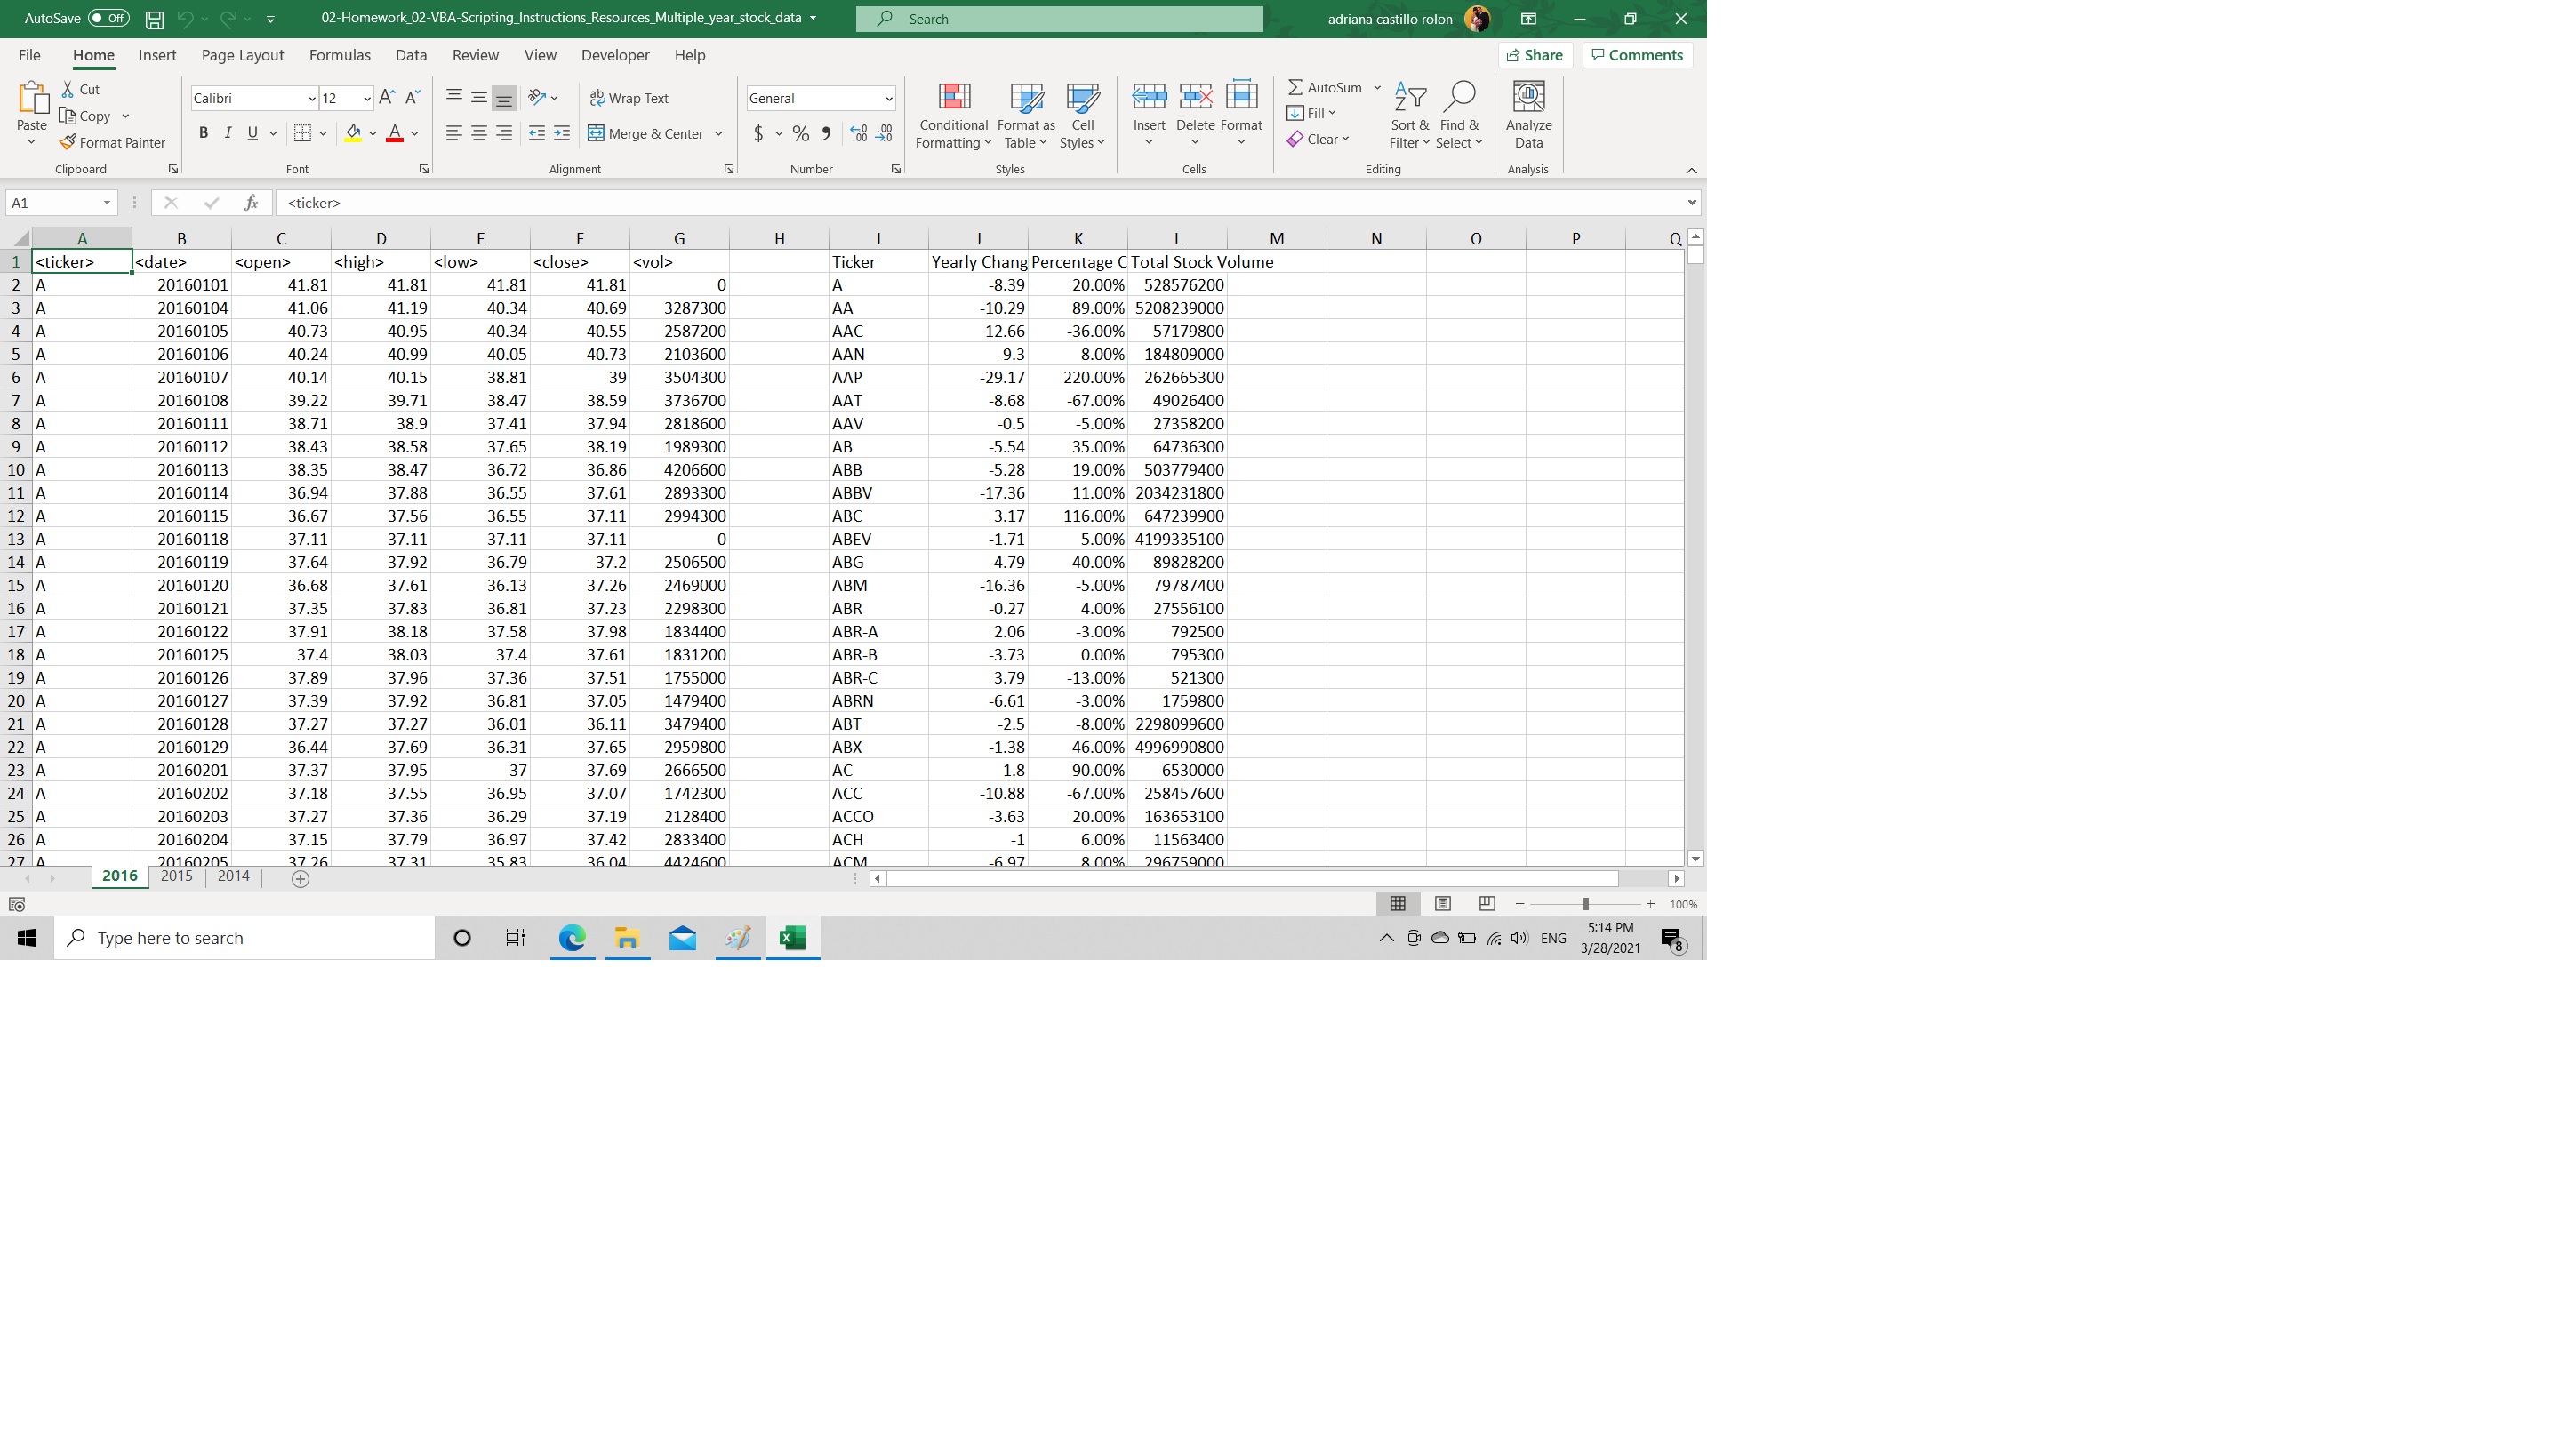 AutoSave Off 02-Homework_02-VBA-Scripting_Instructions_Resources_Multiple_year_stock_data Search adriana castillo rolon
File Home Insert Page Layout Formulas Data Review View Developer Help Share Comments
Paste Cut Copy Format Painter
Calibri 12 B I U A A
Wrap Text Merge & Center
General $ % 9
Conditional Formatting Format as Table Cell Styles
Insert Delete Format
AutoSum Fill Clear Sort & Filter Find & Select
Analyze Data
Clipboard Font Alignment Number Styles Cells Editing Analysis
A1 fx <ticker>
A B C D E F G H I J K L M N O P Q
1 <ticker> <date> <open> <high> <low> <close> <vol> Ticker Yearly Chang Percentage C Total Stock Volume
2 A 20160101 41.81 41.81 41.81 41.81 0 A -8.39 20.00% 528576200
3 A 20160104 41.06 41.19 40.34 40.69 3287300 AA -10.29 89.00% 5208239000
4 A 20160105 40.73 40.95 40.34 40.55 2587200 AAC 12.66 -36.00% 57179800
5 A 20160106 40.24 40.99 40.05 40.73 2103600 AAN -9.3 8.00% 184809000
6 A 20160107 40.14 40.15 38.81 39 3504300 AAP -29.17 220.00% 262665300
7 A 20160108 39.22 39.71 38.47 38.59 3736700 AAT -8.68 -67.00% 49026400
8 A 20160111 38.71 38.9 37.41 37.94 2818600 AAV -0.5 -5.00% 27358200
9 A 20160112 38.43 38.58 37.65 38.19 1989300 AB -5.54 35.00% 64736300
10 A 20160113 38.35 38.47 36.72 36.86 4206600 ABB -5.28 19.00% 503779400
11 A 20160114 36.94 37.88 36.55 37.61 2893300 ABBV -17.36 11.00% 2034231800
12 A 20160115 36.67 37.56 36.55 37.11 2994300 ABC 3.17 116.00% 647239900
13 A 20160118 37.11 37.11 37.11 37.11 0 ABEV -1.71 5.00% 4199335100
14 A 20160119 37.64 37.92 36.79 37.2 2506500 ABG -4.79 40.00% 89828200
15 A 20160120 36.68 37.61 36.13 37.26 2469000 ABM -16.36 -5.00% 79787400
16 A 20160121 37.35 37.83 36.81 37.23 2298300 ABR -0.27 4.00% 27556100
17 A 20160122 37.91 38.18 37.58 37.98 1834400 ABR-A 2.06 -3.00% 792500
18 A 20160125 37.4 38.03 37.4 37.61 1831200 ABR-B -3.73 0.00% 795300
19 A 20160126 37.89 37.96 37.36 37.51 1755000 ABR-C 3.79 -13.00% 521300
20 A 20160127 37.39 37.92 36.81 37.05 1479400 ABRN -6.61 -3.00% 1759800
21 A 20160128 37.27 37.27 36.01 36.11 3479400 ABT -2.5 -8.00% 2298099600
22 A 20160129 36.44 37.69 36.31 37.65 2959800 ABX -1.38 46.00% 4996990800
23 A 20160201 37.37 37.95 37 37.69 2666500 AC 1.8 90.00% 6530000
24 A 20160202 37.18 37.55 36.95 37.07 1742300 ACC -10.88 -67.00% 258457600
25 A 20160203 37.27 37.36 36.29 37.19 2128400 ACCO -3.63 20.00% 163653100
26 A 20160204 37.15 37.79 36.97 37.42 2833400 ACH -1 6.00% 11563400
27 A 20160205 37.26 37.31 35.83 36.04 4424600 ACM -6.97 8.00% 296759000
2016 2015 2014
100%
Type here to search ENG 5:14 PM
3/28/2021 8